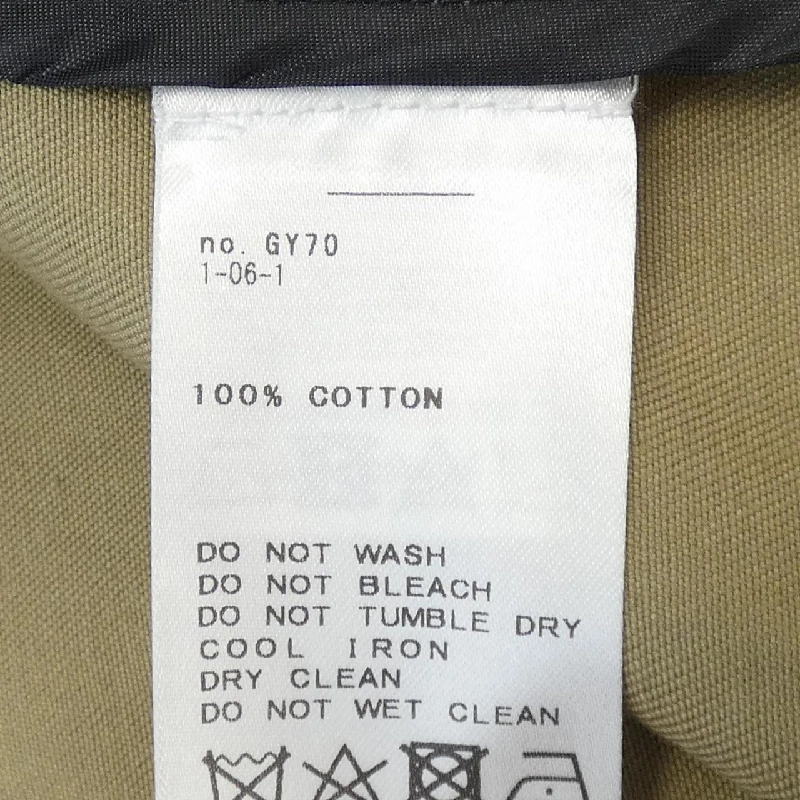 no. GY70
1-06-1
100% COTTON
DO NOT WASH
DO NOT BLEACH
DO NOT TUMBLE DRY
COOL IRON
DRY CLEAN
DO NOT WET CLEAN